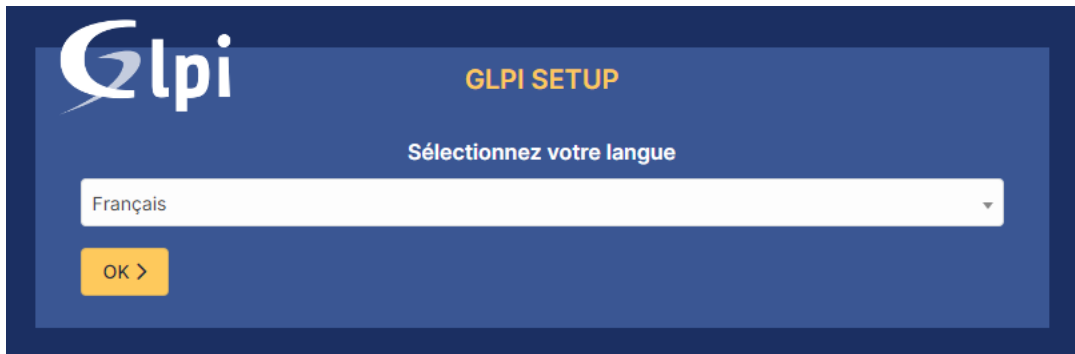 Glpi
GLPI SETUP
Sélectionnez votre langue
Français
OK